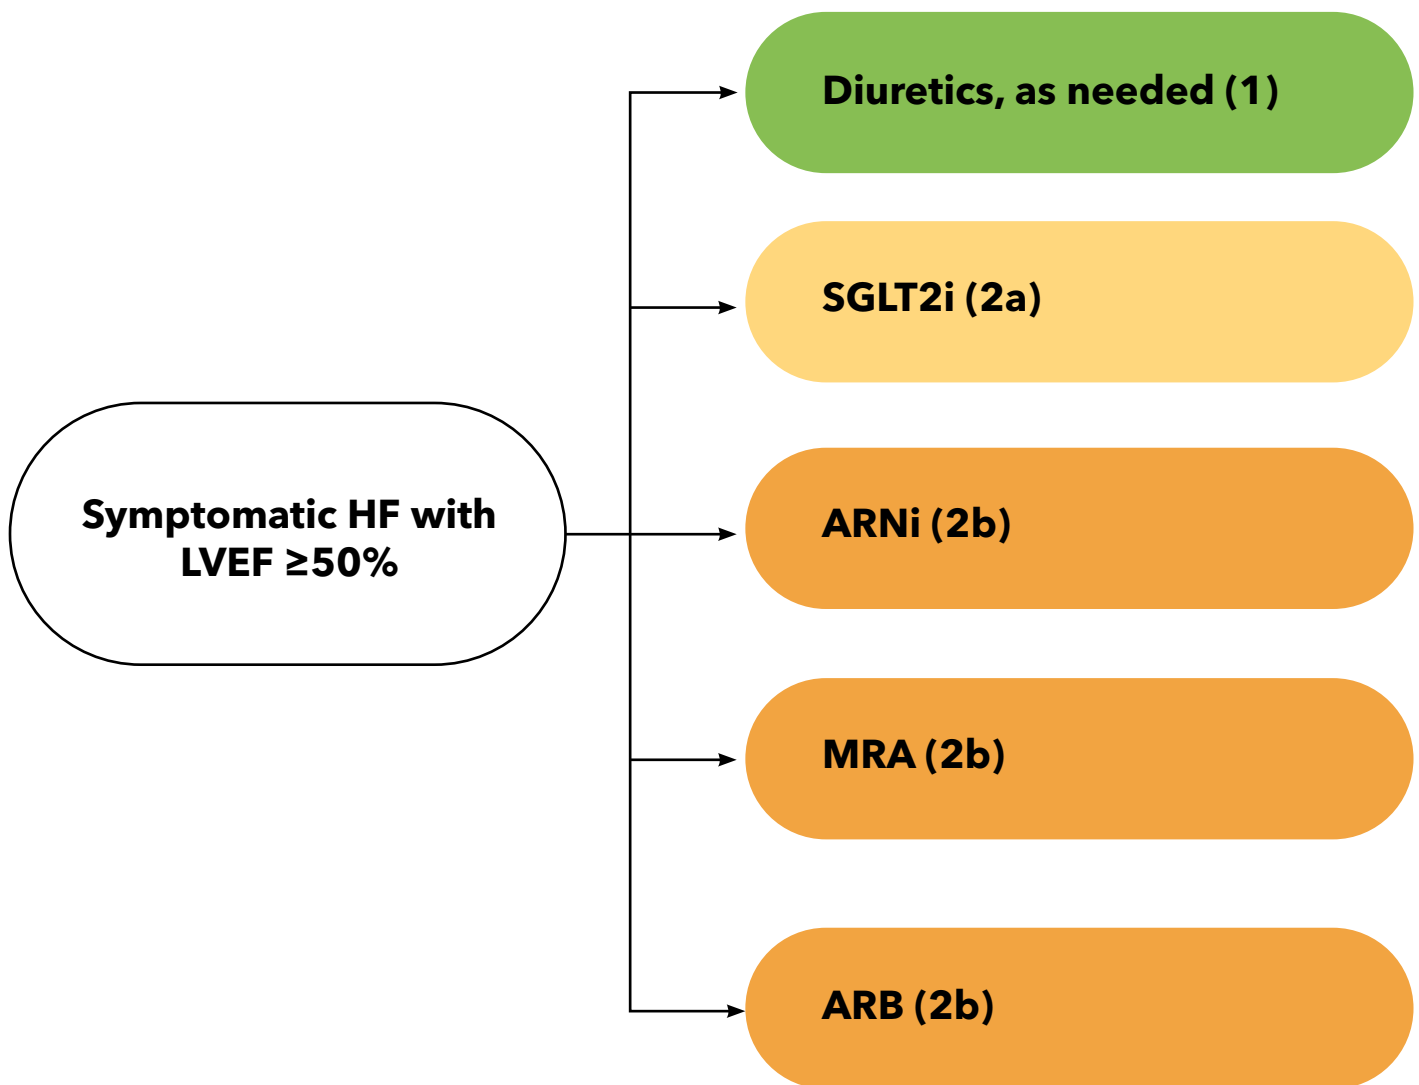 Diuretics, as needed (1)
SGLT2i (2a)
Symptomatic HF with
LVEF ≥50%
ARNi (2b)
MRA (2b)
ARB (2b)